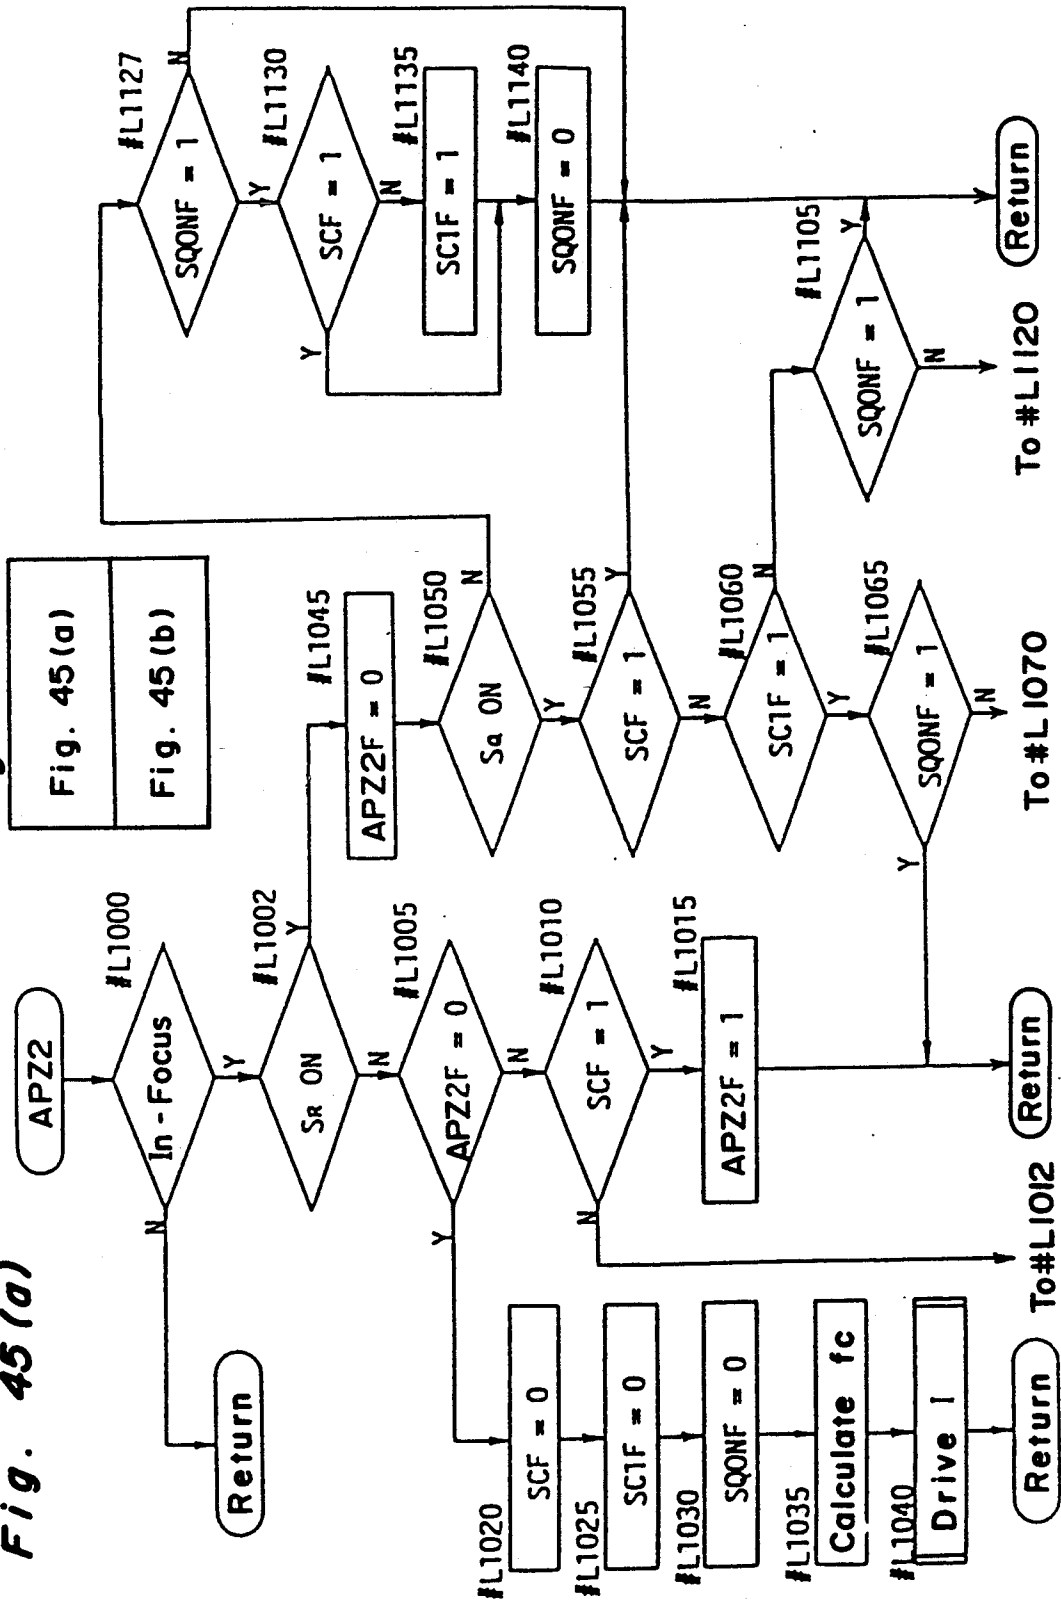 Fig. 45(a)
Fig. 45(a)
Fig. 45(b)
APZ2
#L1000
In-Focus
N
Y
Return
#L1002
SR ON
Y
N
#L1005
APZ2F = 0
Y
N
#L1010
SCF = 1
N
Y
#L1015
APZ2F = 1
To#L1012
Return
#L1020
SCF = 0
#L1025
SC1F = 0
#L1030
SQONF = 0
#L1035
Calculate fc
#L1040
Drive I
Return
#L1045
APZ2F = 0
#L1050
Sa ON
N
Y
#L1055
SCF = 1
Y
N
#L1060
SC1F = 1
N
Y
#L1065
SQONF = 1
Y
N
To#L1070
#L1105
SQONF = 1
Y
N
To #L1120
#L1127
SQONF = 1
N
Y
#L1130
SCF = 1
Y
N
#L1135
SC1F = 1
#L1140
SQONF = 0
Return